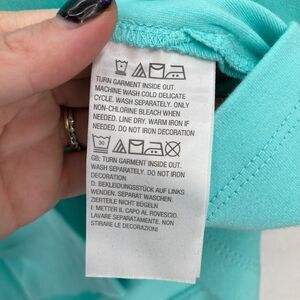 TURN GARMENT INSIDE OUT.
MACHINE WASH COLD DELICATE
CYCLE. WASH SEPARATELY. ONLY
NON-CHLORINE BLEACH WHEN
NEEDED. LINE DRY. WARM IRON IF
NEEDED. DO NOT IRON DECORATION
30
GB: TURN GARMENT INSIDE OUT.
WASH SEPARATELY. DO NOT IRON
DECORATION
D: BEKLEIDUNGSSTÜCK AUF LINKS
WENDEN. SEPARAT WASCHEN.
ZIERTEILE NICHT BÜGELN
I: METTER IL CAPO AL ROVESCIO.
LAVARE SEPARATAMENTE. NON
STIRARE LE DECORAZIONI